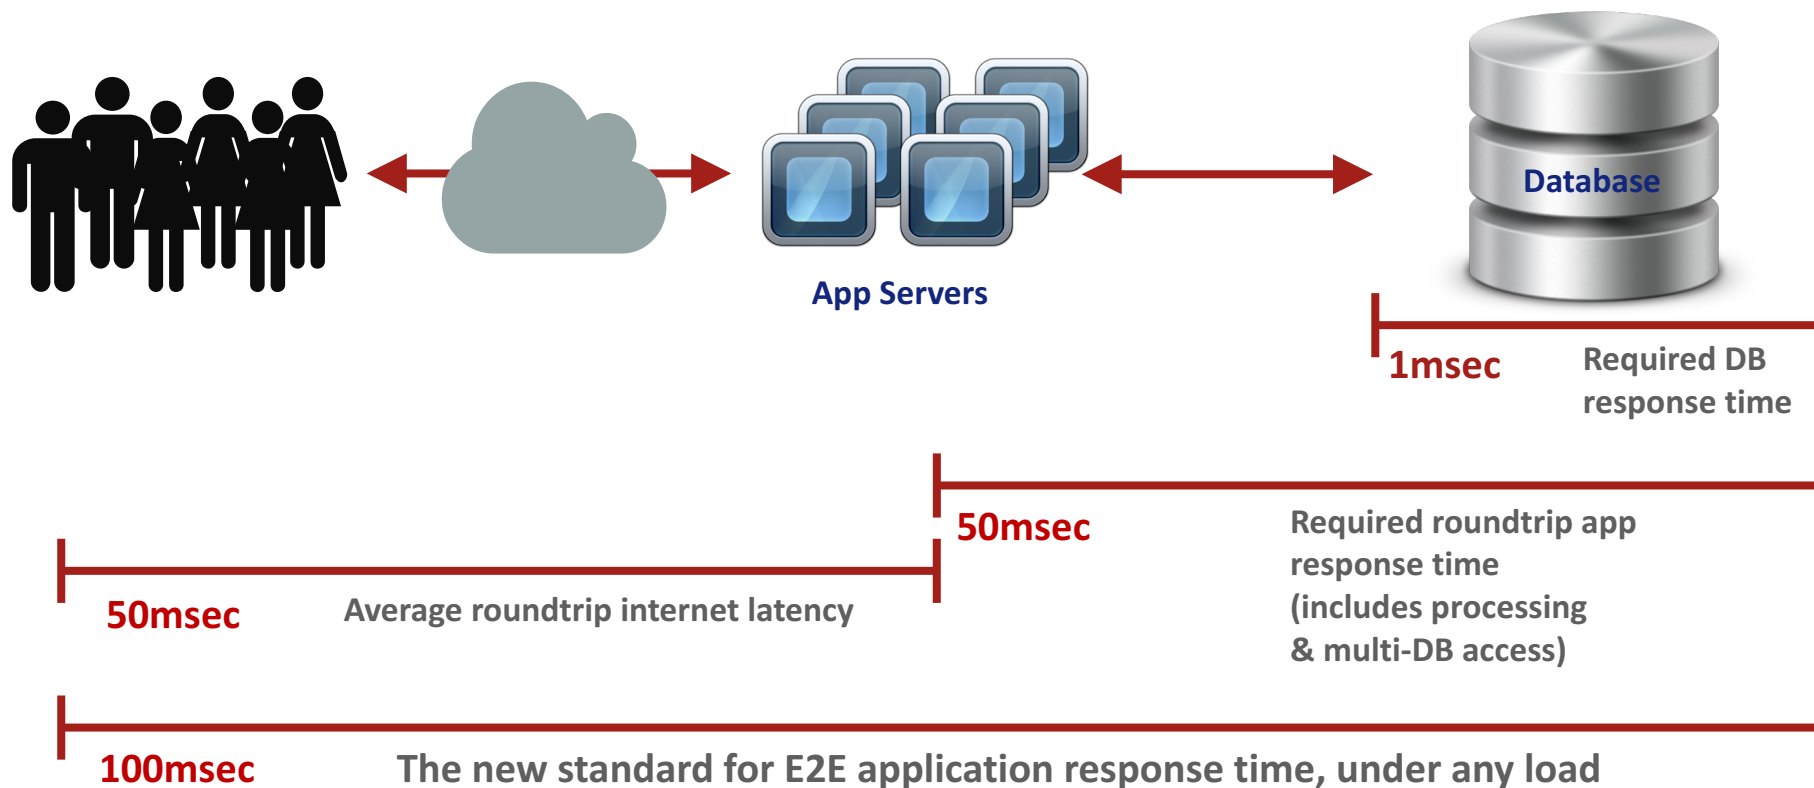 App Servers
Database
1msec
Required DB
response time
50msec
Required roundtrip app
response time
(includes processing
& multi-DB access)
50msec
Average roundtrip internet latency
100msec
The new standard for E2E application response time, under any load